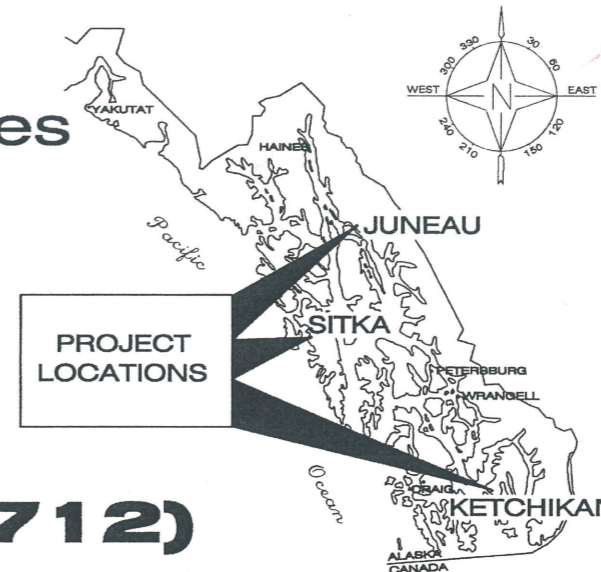 es
712)
330
30
300
60
WEST
N
EAST
240
120
210
150
YAKUTAT
HAINES
Pacific
JUNEAU
PROJECT
LOCATIONS
SITKA
PETERSBURG
WRANGELL
Ocean
CRAIG
KETCHIKAN
ALASKA
CANADA